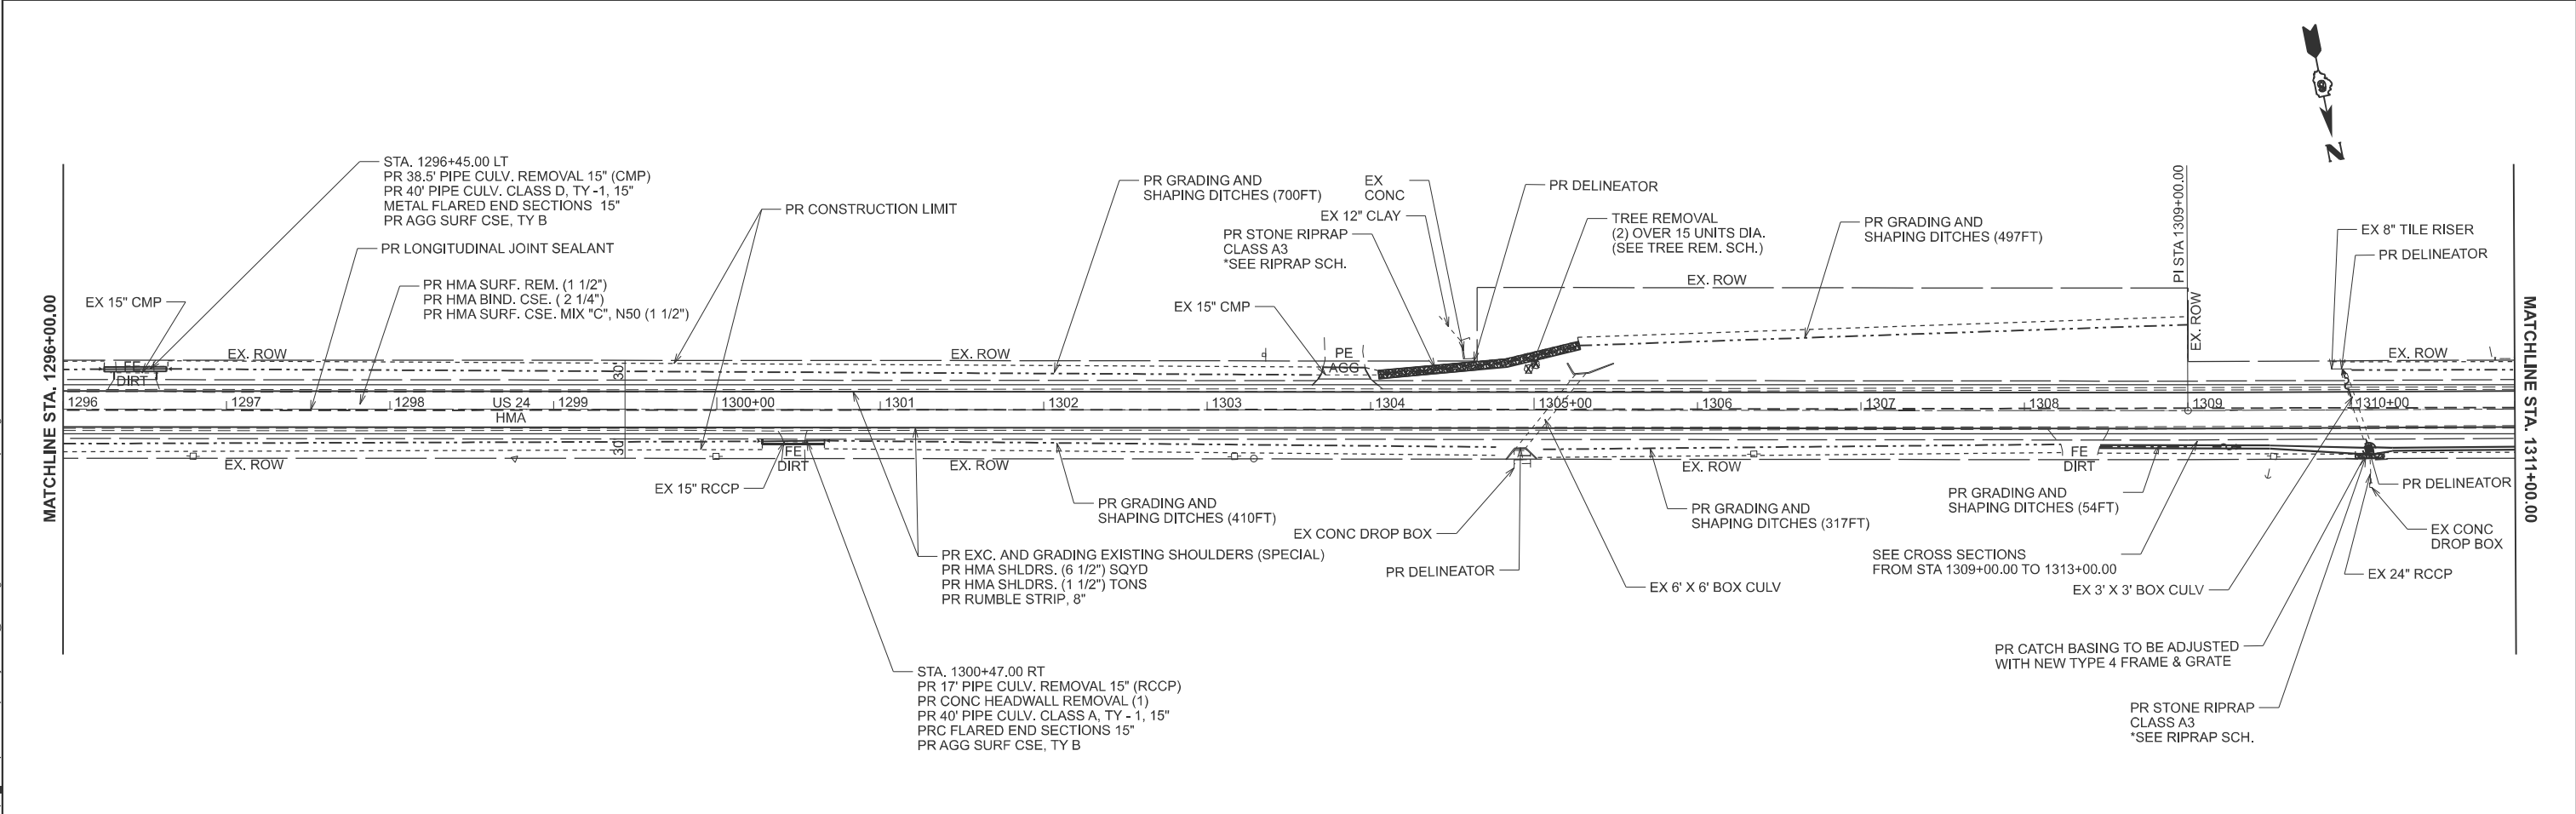 N
STA. 1296+45.00 LT
PR 38.5' PIPE CULV. REMOVAL 15" (CMP)
PR 40' PIPE CULV. CLASS D, TY -1, 15"
METAL FLARED END SECTIONS 15"
PR AGG SURF CSE, TY B
PR LONGITUDINAL JOINT SEALANT
PR HMA SURF. REM. (1 1/2")
PR HMA BIND. CSE. ( 2 1/4")
PR HMA SURF. CSE. MIX "C", N50 (1 1/2")
EX 15" CMP
PR CONSTRUCTION LIMIT
PR GRADING AND
SHAPING DITCHES (700FT)
EX
CONC
EX 12" CLAY
PR STONE RIPRAP
CLASS A3
*SEE RIPRAP SCH.
EX 15" CMP
PR DELINEATOR
TREE REMOVAL
(2) OVER 15 UNITS DIA.
(SEE TREE REM. SCH.)
PR GRADING AND
SHAPING DITCHES (497FT)
EX. ROW
PI STA 1309+00.00
EX. ROW
EX 8" TILE RISER
PR DELINEATOR
MATCHLINE STA. 1296+00.00
MATCHLINE STA. 1311+00.00
FE
DIRT
EX. ROW
30'
EX. ROW
PE
AGG
EX. ROW
1296
1297
1298
US 24
1299
1300+00
1301
1302
1303
1304
1305+00
1306
1307
1308
1309
1310+00
HMA
30'
EX. ROW
FE
DIRT
EX. ROW
EX. ROW
FE
DIRT
EX 15" RCCP
PR GRADING AND
SHAPING DITCHES (410FT)
EX CONC DROP BOX
PR GRADING AND
SHAPING DITCHES (317FT)
PR GRADING AND
SHAPING DITCHES (54FT)
PR DELINEATOR
EX CONC
DROP BOX
PR EXC. AND GRADING EXISTING SHOULDERS (SPECIAL)
PR HMA SHLDRS. (6 1/2") SQYD
PR HMA SHLDRS. (1 1/2") TONS
PR RUMBLE STRIP, 8"
PR DELINEATOR
EX 6' X 6' BOX CULV
SEE CROSS SECTIONS
FROM STA 1309+00.00 TO 1313+00.00
EX 3' X 3' BOX CULV
EX 24" RCCP
PR CATCH BASING TO BE ADJUSTED
WITH NEW TYPE 4 FRAME & GRATE
STA. 1300+47.00 RT
PR 17' PIPE CULV. REMOVAL 15" (RCCP)
PR CONC HEADWALL REMOVAL (1)
PR 40' PIPE CULV. CLASS A, TY - 1, 15"
PRC FLARED END SECTIONS 15"
PR AGG SURF CSE, TY B
PR STONE RIPRAP
CLASS A3
*SEE RIPRAP SCH.